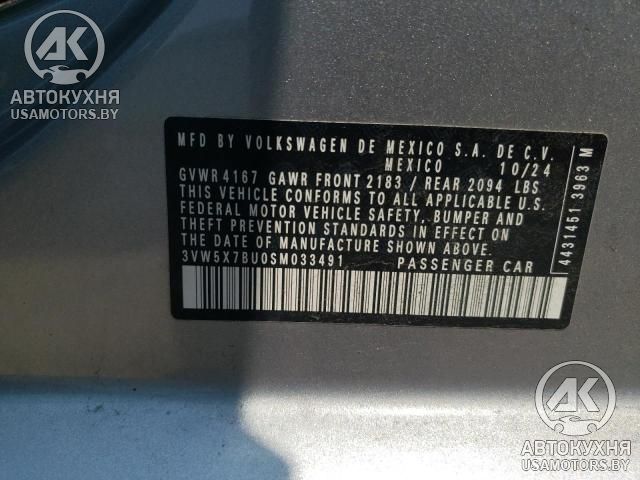 AK
АВТОКУХНЯ
USAMOTORS.BY
MFD BY VOLKSWAGEN DE MEXICO S.A. DE C.V.
MEXICO 10/24
GVWR 4167 GAWR FRONT 2183 / REAR 2094 LBS
THIS VEHICLE CONFORMS TO ALL APPLICABLE U.S.
FEDERAL MOTOR VEHICLE SAFETY, BUMPER AND
THEFT PREVENTION STANDARDS IN EFFECT ON
THE DATE OF MANUFACTURE SHOWN ABOVE.
3VW5X7BU0SM033491 PASSENGER CAR
4431451 3963 M
AK
АВТОКУХНЯ
USAMOTORS.BY